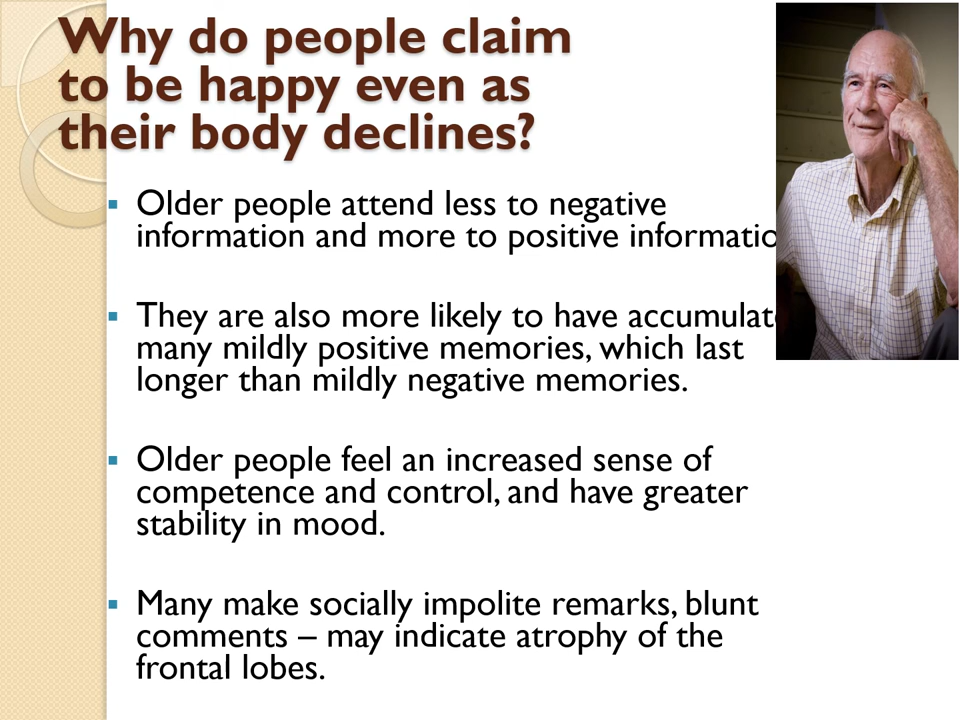 Why do people claim
to be happy even as
their body declines?
▪ Older people attend less to negative
information and more to positive informatio
▪ They are also more likely to have accumulat
many mildly positive memories, which last
longer than mildly negative memories.
▪ Older people feel an increased sense of
competence and control, and have greater
stability in mood.
▪ Many make socially impolite remarks, blunt
comments – may indicate atrophy of the
frontal lobes.